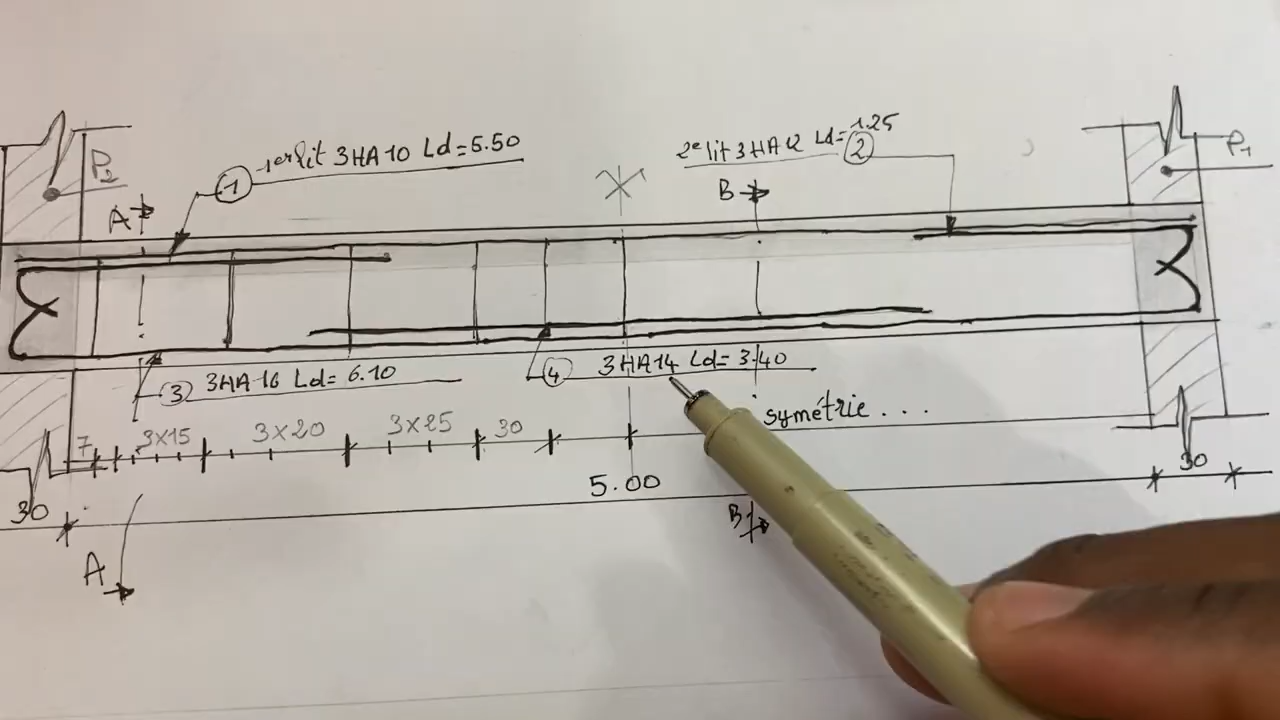 1er lit 3HA10 Ld=5.50
1
2e lit 3HA12 Ld=1.25
2
P2
P1
A
B
3 3HA16 Ld=6.10
4 3HA14 Ld=3.40
symétrie...
7 3x15 3x20 3x25 30
5.00
30
30
B
A